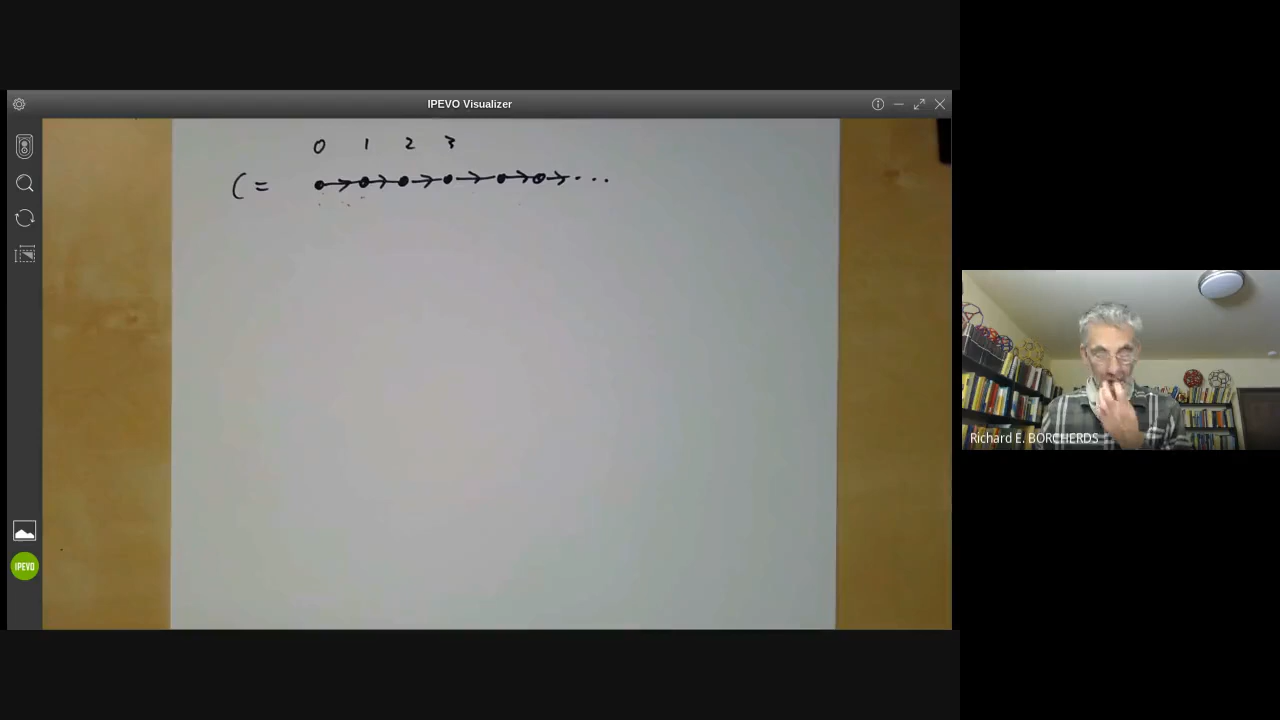 IPEVO Visualizer
0 1 2 3
C = ...
IPEVO
Richard E. BORCHERDS